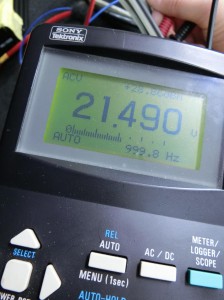 SONY
Tektronix
ACV
21.490 V
AUTO
999.8 Hz
REL
AUTO
AC / DC
METER/
LOGGER/
SCOPE
SELECT
MENU (1sec)
AUTO-HOLD